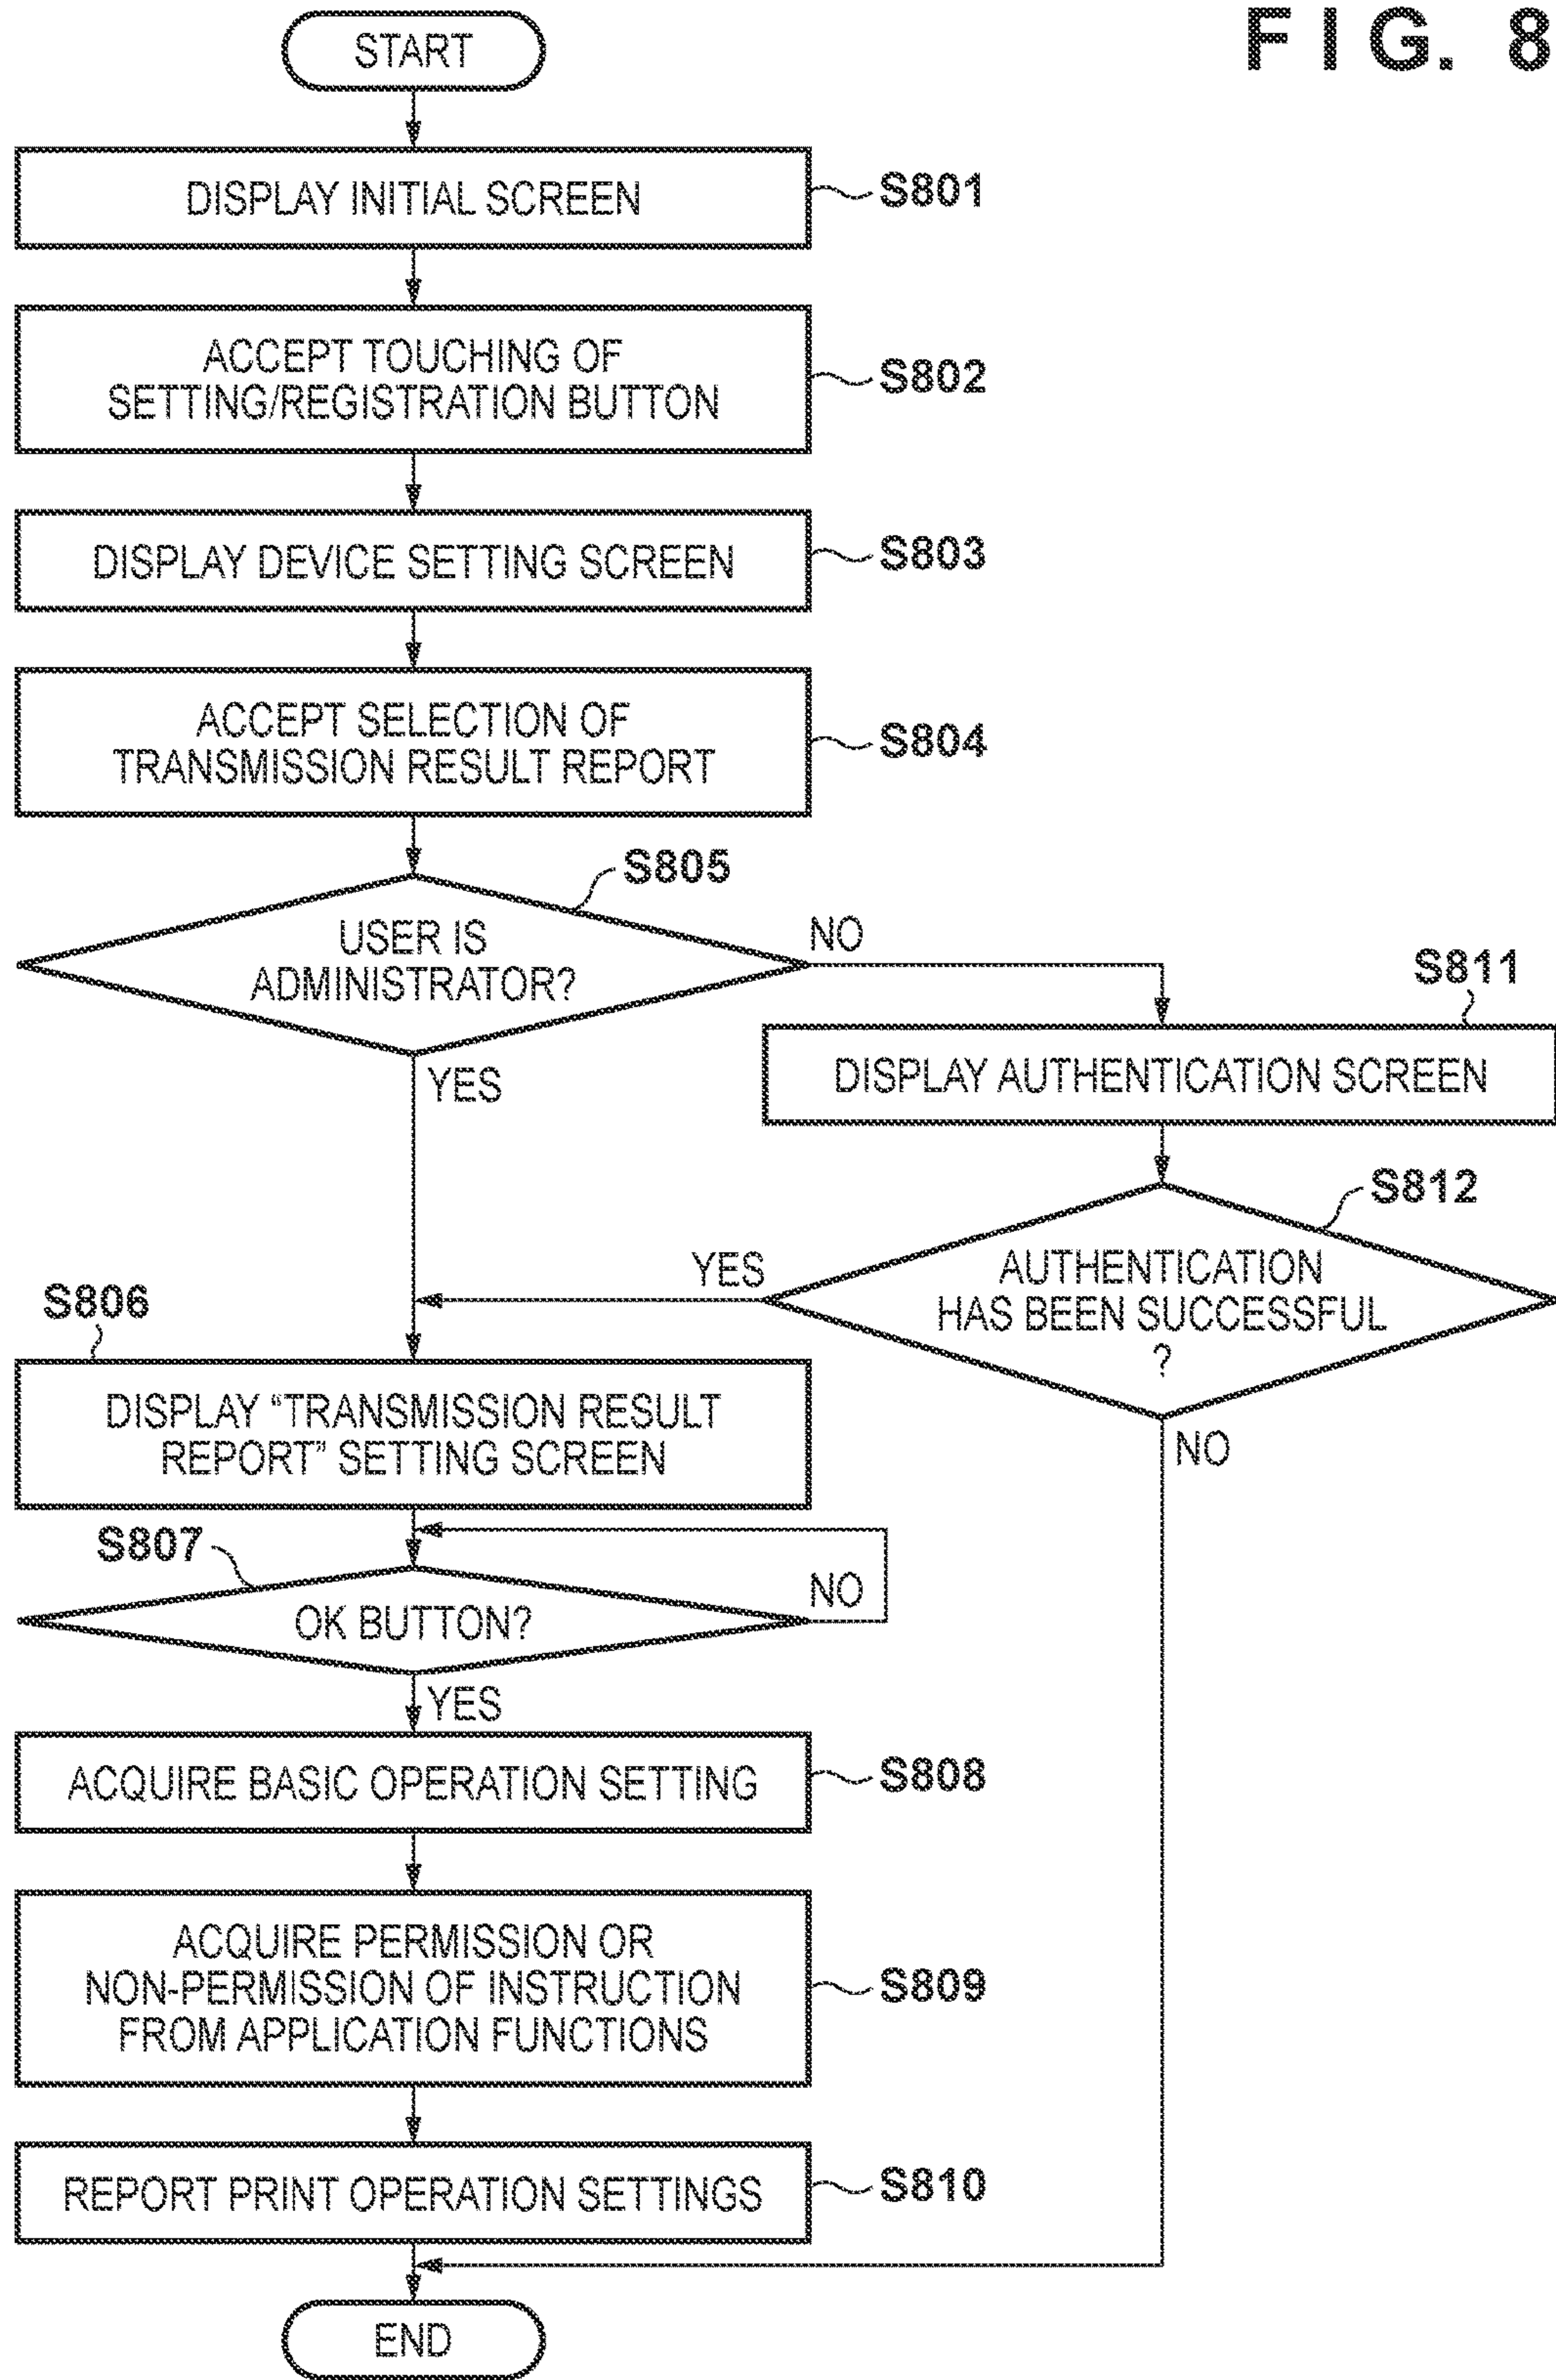 FIG. 8
START
DISPLAY INITIAL SCREEN
S801
ACCEPT TOUCHING OF
SETTING/REGISTRATION BUTTON
S802
DISPLAY DEVICE SETTING SCREEN
S803
ACCEPT SELECTION OF
TRANSMISSION RESULT REPORT
S804
S805
USER IS
ADMINISTRATOR?
NO
YES
S811
DISPLAY AUTHENTICATION SCREEN
S812
AUTHENTICATION
HAS BEEN SUCCESSFUL
?
YES
NO
S806
DISPLAY “TRANSMISSION RESULT
REPORT” SETTING SCREEN
S807
OK BUTTON?
NO
YES
ACQUIRE BASIC OPERATION SETTING
S808
ACQUIRE PERMISSION OR
NON-PERMISSION OF INSTRUCTION
FROM APPLICATION FUNCTIONS
S809
REPORT PRINT OPERATION SETTINGS
S810
END